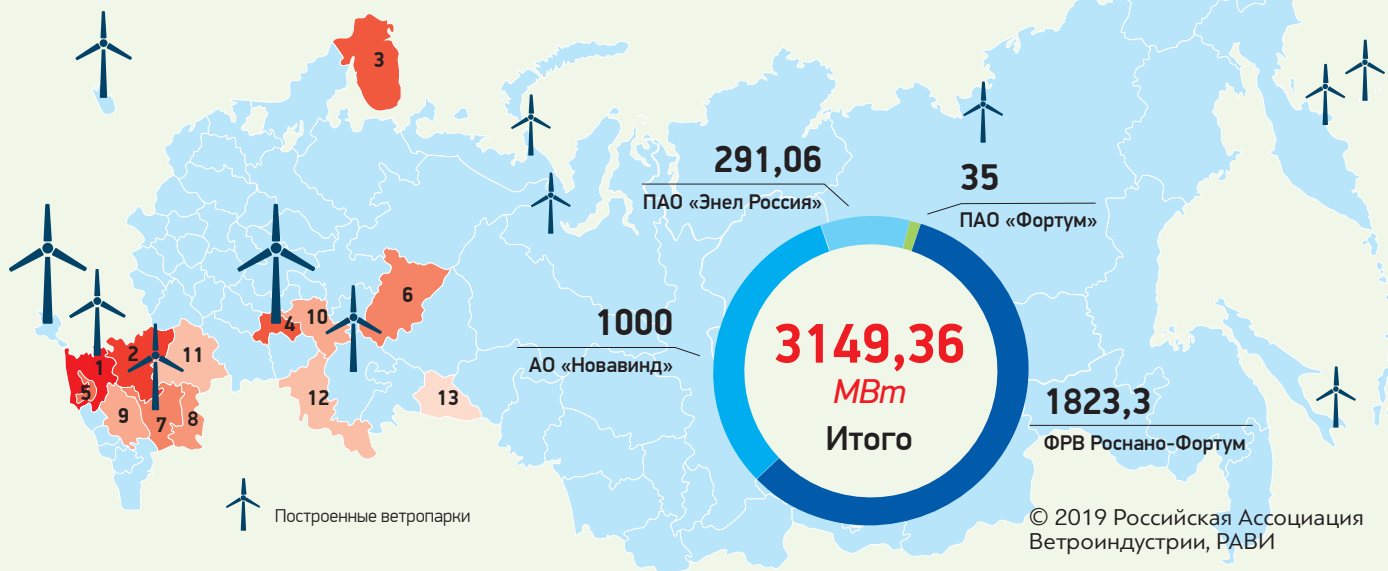 3
291,06
ПАО «Энел Россия»
35
ПАО «Фортум»
6
10
4
1000
АО «Новавинд»
3149,36
МВт
Итого
2
11
1
5
12
13
9
7
8
1823,3
ФРВ Роснано-Фортум
Построенные ветропарки
© 2019 Российская Ассоциация
Ветроиндустрии, РАВИ